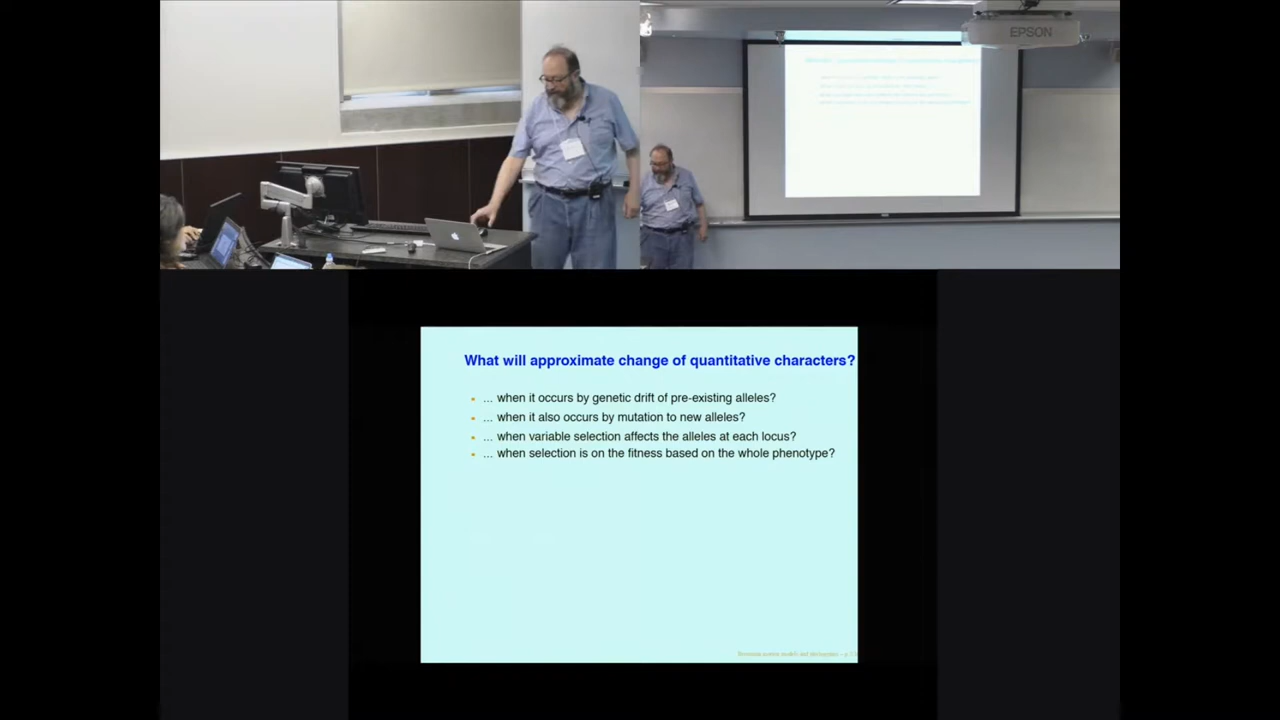 EPSON
What will approximate change of quantitative characters?
... when it occurs by genetic drift of pre-existing alleles?
... when it also occurs by mutation to new alleles?
... when variable selection affects the alleles at each locus?
... when selection is on the fitness based on the whole phenotype?